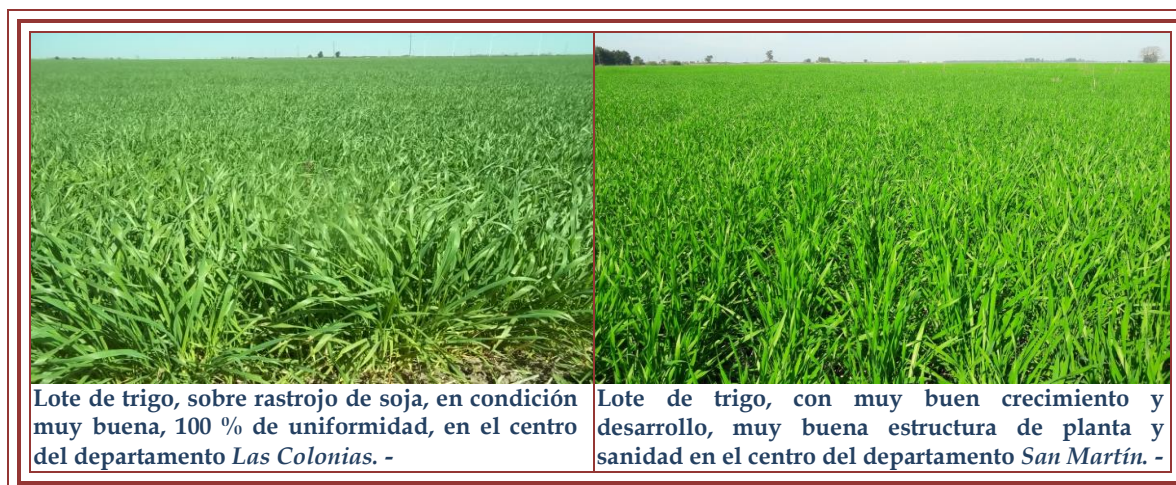 Lote de trigo, sobre rastrojo de soja, en condición
muy buena, 100 % de uniformidad, en el centro
del departamento Las Colonias. -
Lote de trigo, con muy buen crecimiento y
desarrollo, muy buena estructura de planta y
sanidad en el centro del departamento San Martín. -